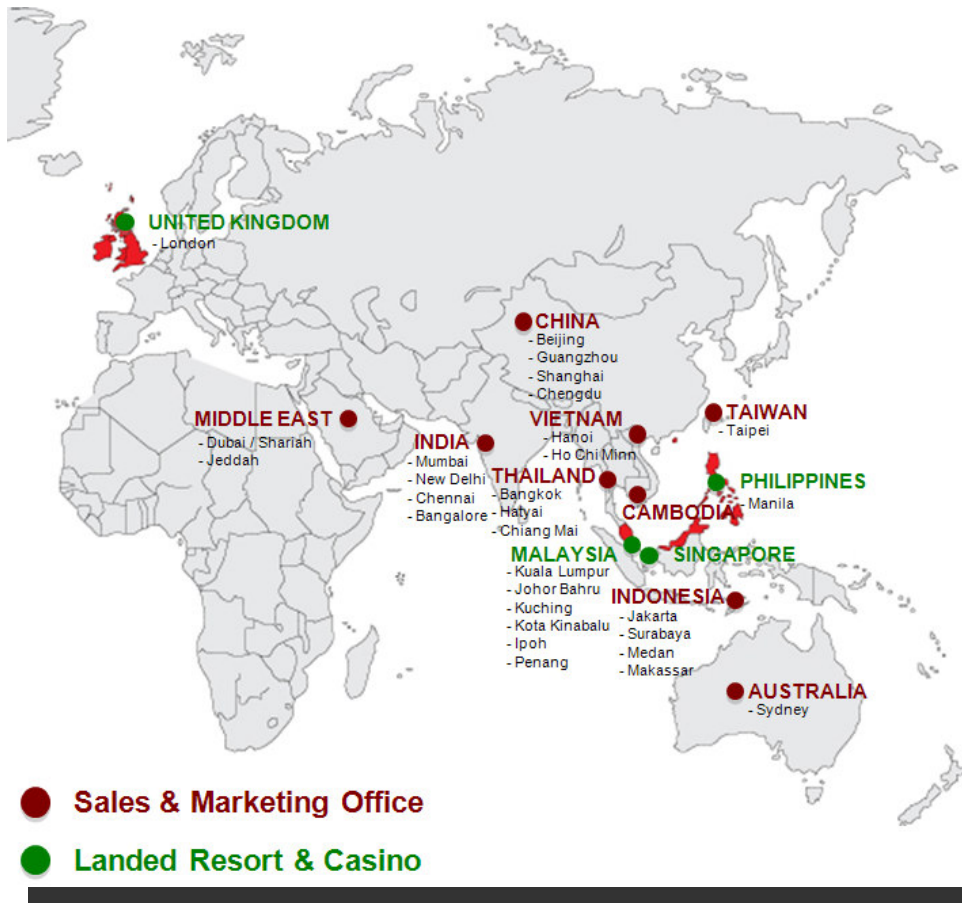 UNITED KINGDOM
- London
CHINA
- Beijing
- Guangzhou
- Shanghai
- Chengdu
MIDDLE EAST
- Dubai / Shariah
- Jeddah
INDIA
- Mumbai
- New Delhi
- Chennai
- Bangalore
VIETNAM
- Hanoi
- Ho Chi Minn
TAIWAN
- Taipei
THAILAND
- Bangkok
- Hatyai
- Chiang Mai
CAMBODIA
PHILIPPINES
- Manila
MALAYSIA
- Kuala Lumpur
- Johor Bahru
- Kuching
- Kota Kinabalu
- Ipoh
- Penang
SINGAPORE
INDONESIA
- Jakarta
- Surabaya
- Medan
- Makassar
AUSTRALIA
- Sydney
Sales & Marketing Office
Landed Resort & Casino